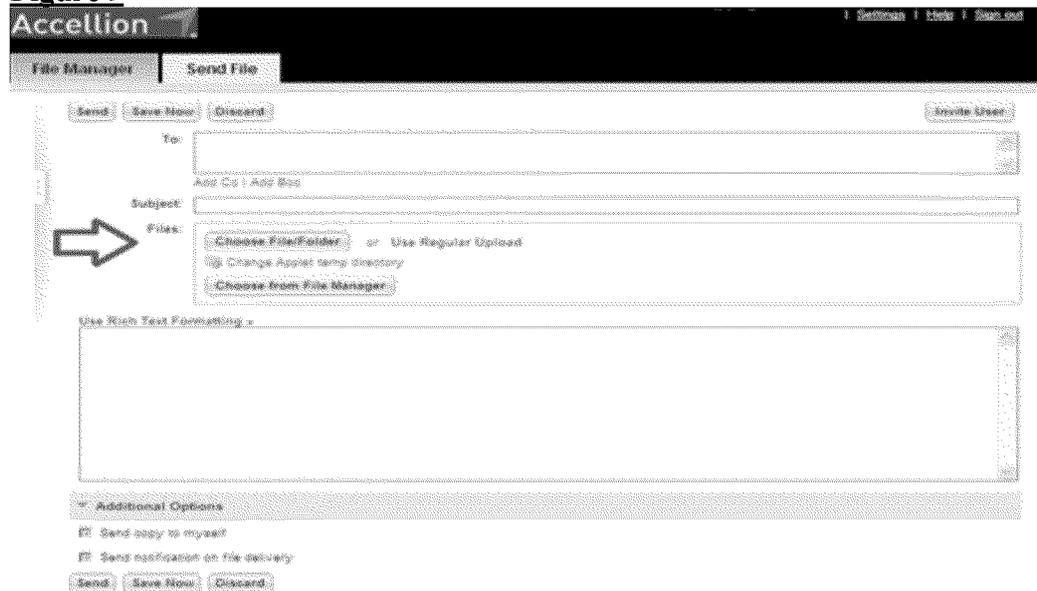 Accellion
| Settings | Help | Sign out
File Manager Send File
Send Save Now Discard Invite User
To:
Add Cc | Add Bcc
Subject:
Files:
Choose File/Folder or Use Regular Upload
Change Applet temp directory
Choose from File Manager
Use Rich Text Formatting »
Additional Options
Send copy to myself
Send notification on file delivery
Send Save Now Discard